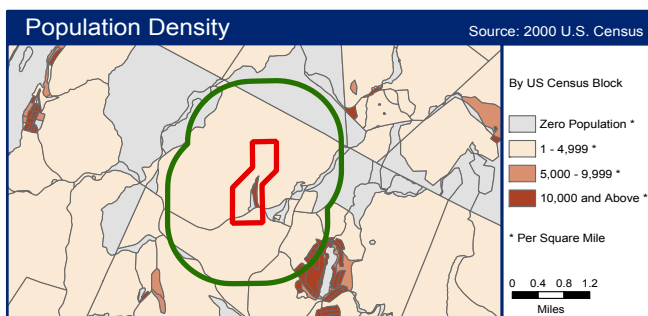 Population Density
Source: 2000 U.S. Census
By US Census Block
Zero Population *
1 - 4,999 *
5,000 - 9,999 *
10,000 and Above *
* Per Square Mile
0 0.4 0.8 1.2
Miles